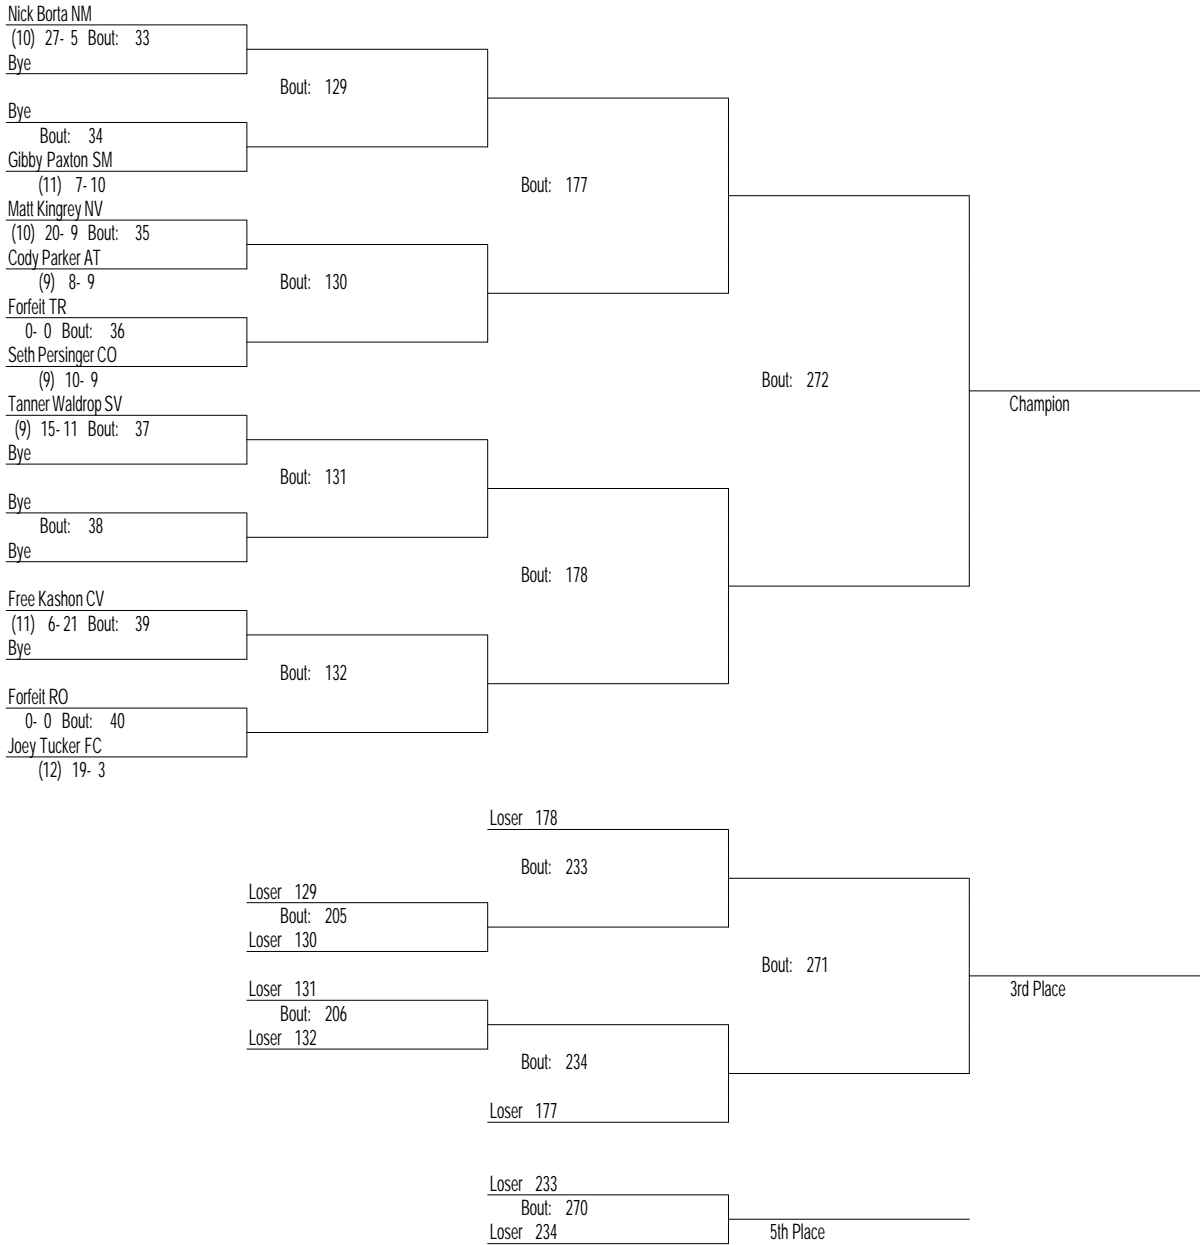 Nick Borta NM
(10) 27- 5 Bout: 33
Bye
Bout: 129
Bye
Bout: 34
Gibby Paxton SM
(11) 7- 10
Bout: 177
Matt Kingrey NV
(10) 20- 9 Bout: 35
Cody Parker AT
(9) 8- 9
Bout: 130
Forfeit TR
0- 0 Bout: 36
Seth Persinger CO
(9) 10- 9
Bout: 272
Champion
Tanner Waldrop SV
(9) 15- 11 Bout: 37
Bye
Bout: 131
Bye
Bout: 38
Bye
Bout: 178
Free Kashon CV
(11) 6- 21 Bout: 39
Bye
Bout: 132
Forfeit RO
0- 0 Bout: 40
Joey Tucker FC
(12) 19- 3
Loser 178
Bout: 233
Loser 129
Bout: 205
Loser 130
Bout: 271
3rd Place
Loser 131
Bout: 206
Loser 132
Bout: 234
Loser 177
Loser 233
Bout: 270
Loser 234
5th Place